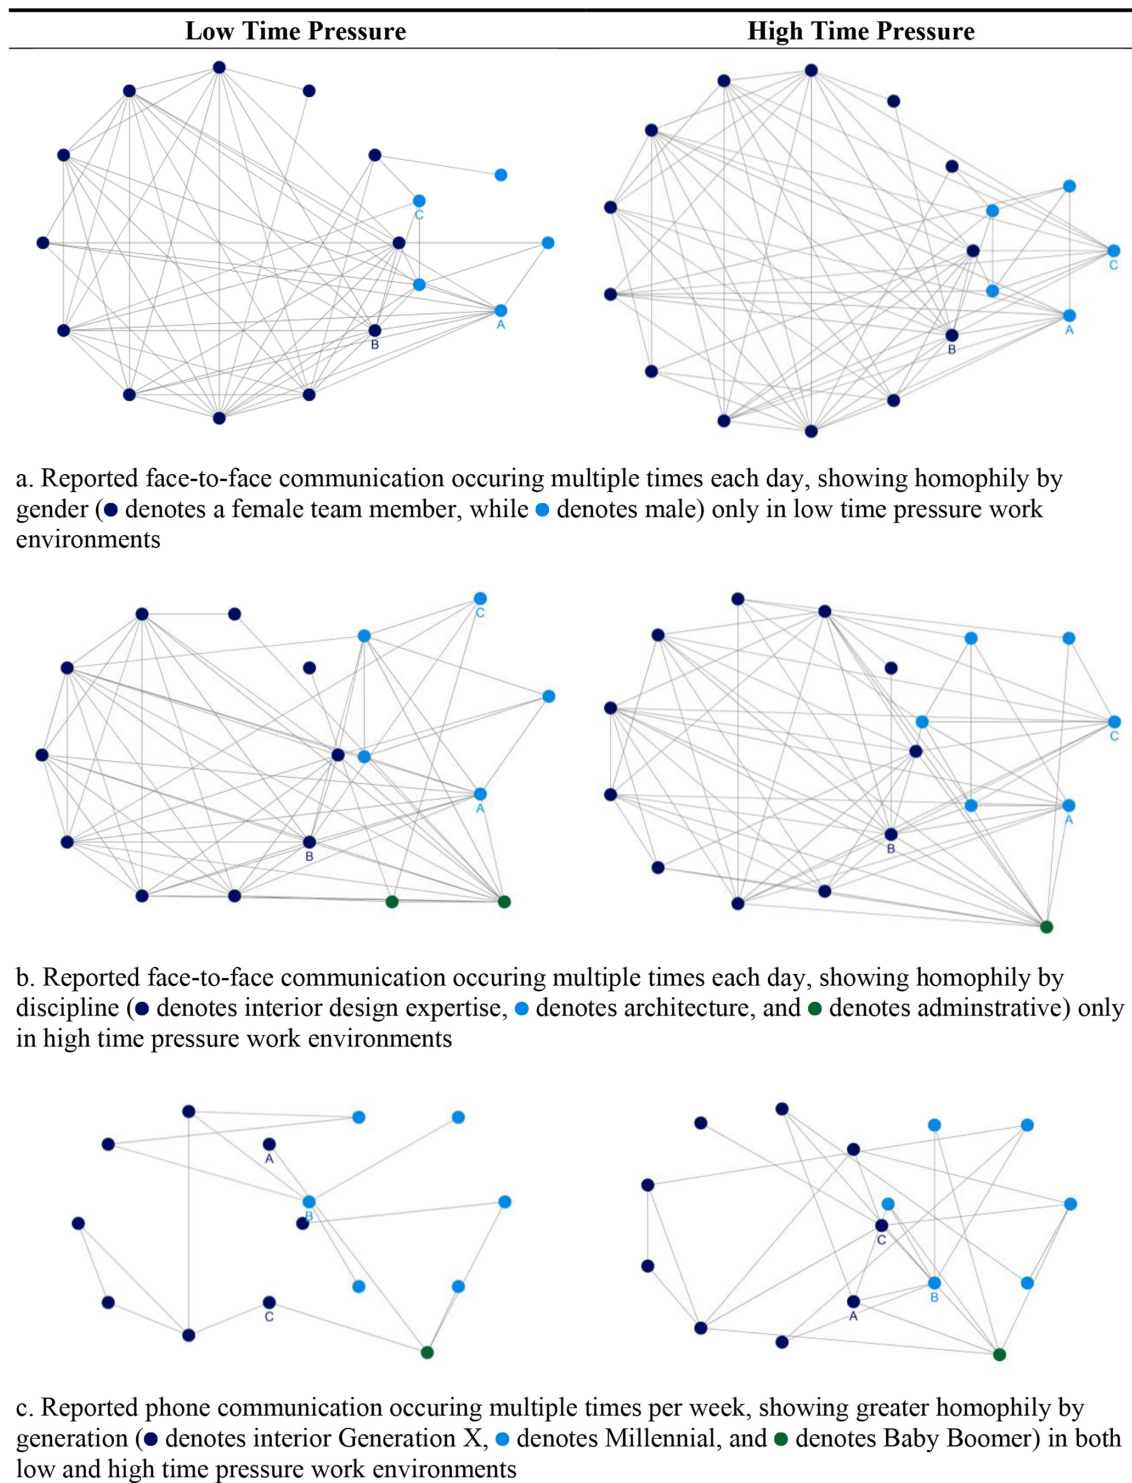 Low Time Pressure
High Time Pressure
C
A
B
C
A
B
a. Reported face-to-face communication occuring multiple times each day, showing homophily by
gender (● denotes a female team member, while ● denotes male) only in low time pressure work
environments
C
A
B
C
A
B
b. Reported face-to-face communication occuring multiple times each day, showing homophily by
discipline (● denotes interior design expertise, ● denotes architecture, and ● denotes adminstrative) only
in high time pressure work environments
A
B
C
C
B
A
c. Reported phone communication occuring multiple times per week, showing greater homophily by
generation (● denotes interior Generation X, ● denotes Millennial, and ● denotes Baby Boomer) in both
low and high time pressure work environments